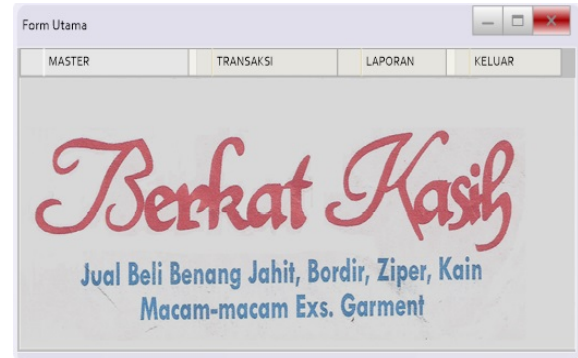 Form Utama
MASTER TRANSAKSI LAPORAN KELUAR
Berkat Kasih
Jual Beli Benang Jahit, Bordir, Ziper, Kain
Macam-macam Exs. Garment